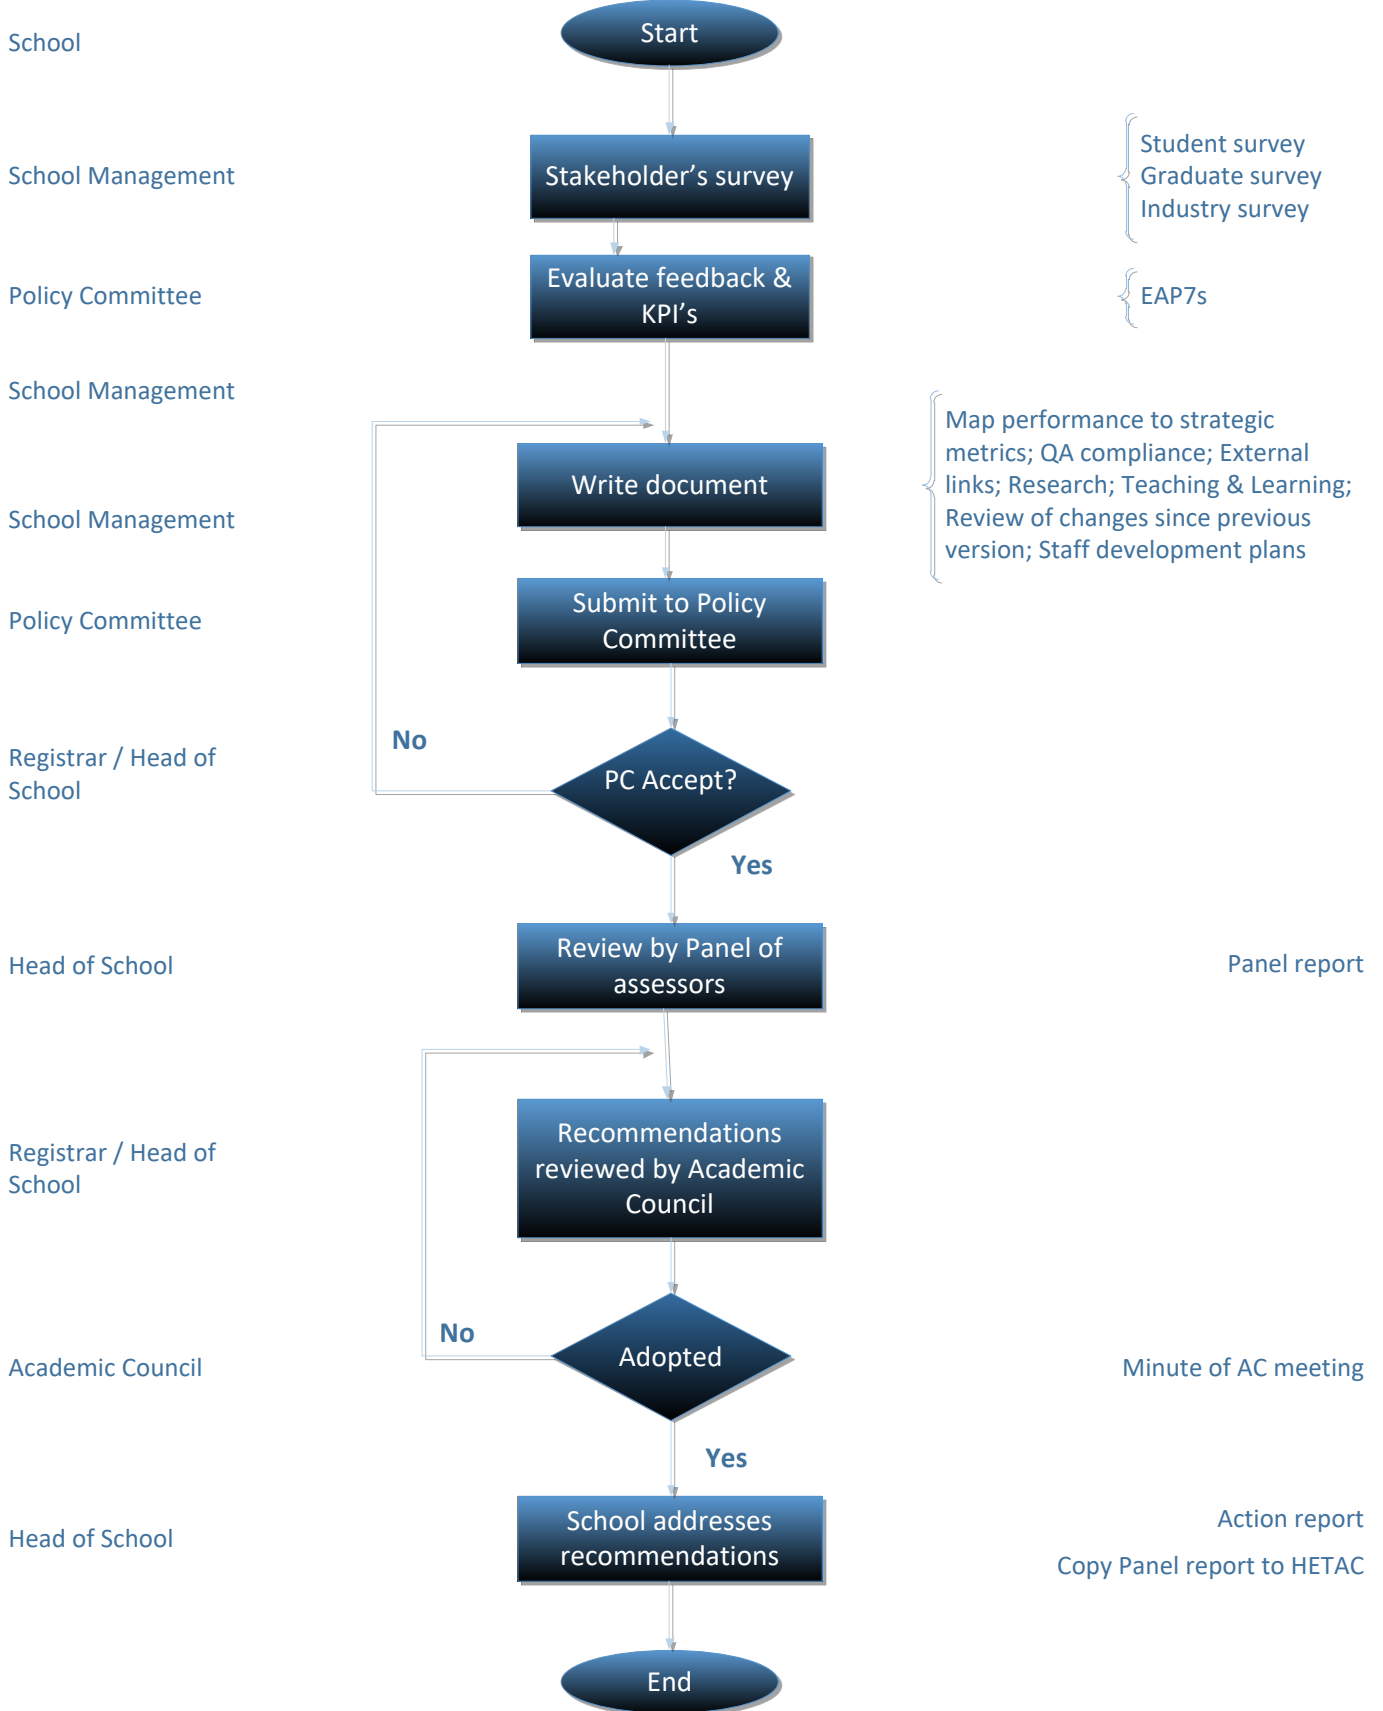 School
Start
School Management
Stakeholder’s survey
Student survey
Graduate survey
Industry survey
Policy Committee
Evaluate feedback &
KPI’s
EAP7s
School Management
Write document
Map performance to strategic
metrics; QA compliance; External
links; Research; Teaching & Learning;
Review of changes since previous
version; Staff development plans
School Management
Policy Committee
Submit to Policy
Committee
No
Registrar / Head of
School
PC Accept?
Yes
Head of School
Review by Panel of
assessors
Panel report
Registrar / Head of
School
Recommendations
reviewed by Academic
Council
No
Academic Council
Adopted
Minute of AC meeting
Yes
Head of School
School addresses
recommendations
Action report
Copy Panel report to HETAC
End